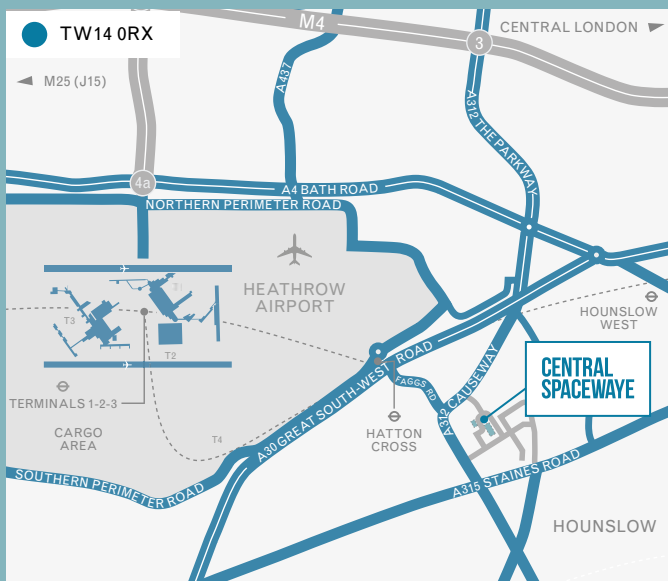 TW14 0RX
M4
CENTRAL LONDON
3
M25 (J15)
A437
A312 THE PARKWAY
4a
A4 BATH ROAD
NORTHERN PERIMETER ROAD
HEATHROW
AIRPORT
T3
T2
HOUNSLOW
WEST
A30 GREAT SOUTH-WEST ROAD
FAGGS RD
A312 CAUSEWAY
CENTRAL
SPACEWAYE
TERMINALS 1-2-3
CARGO
AREA
T4
HATTON
CROSS
A315 STAINES ROAD
SOUTHERN PERIMETER ROAD
HOUNSLOW